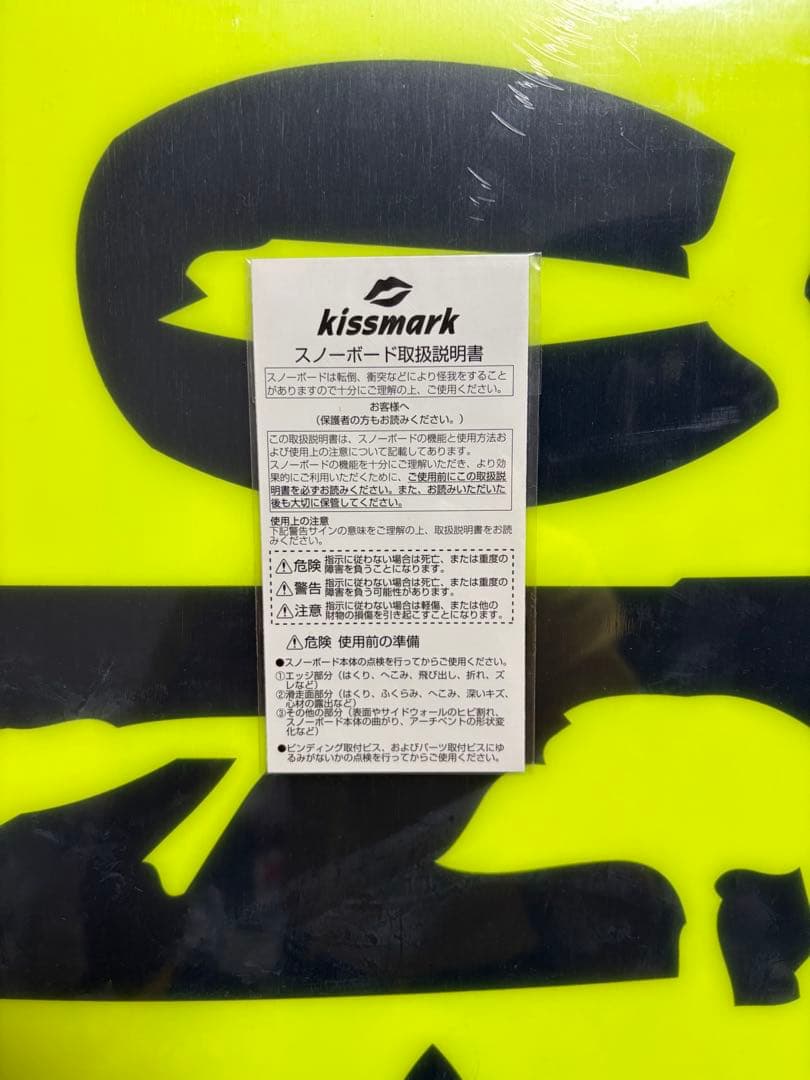 kissmark
スノーボード取扱説明書
スノーボードは転倒、衝突などにより怪我をすること
がありますので十分にご理解の上、ご使用ください。
お客様へ
(保護者の方もお読みください。)
この取扱説明書は、スノーボードの機能と使用方法お
よび使用上の注意について記載してあります。
スノーボードの機能を十分にご理解いただき、より効
果的にご利用いただくために、ご使用前にこの取扱説
明書を必ずお読みください。また、お読みいただいた
後も大切に保管してください。
使用上の注意
下記警告サインの意味をご理解の上、取扱説明書をお読
みください。
⚠危険 指示に従わない場合は死亡、または重度の
障害を負うことになります。
⚠警告 指示に従わない場合は死亡、または重度の
障害を負う可能性があります。
⚠注意 指示に従わない場合は軽傷、または他の
財物の損傷を引き起こすことになります。
⚠危険 使用前の準備
●スノーボード本体の点検を行ってからご使用ください。
①エッジ部分(はくり、へこみ、飛び出し、折れ、ズ
レなど)
②滑走面部分(はくり、ふくらみ、へこみ、深いキズ、
心材の露出など)
③その他の部分(表面やサイドウォールのヒビ割れ、
スノーボード本体の曲がり、アーチベントの形状変
化など)
●ビンディング取付ビス、およびパーツ取付ビスにゆ
るみがないかの点検を行ってからご使用ください。